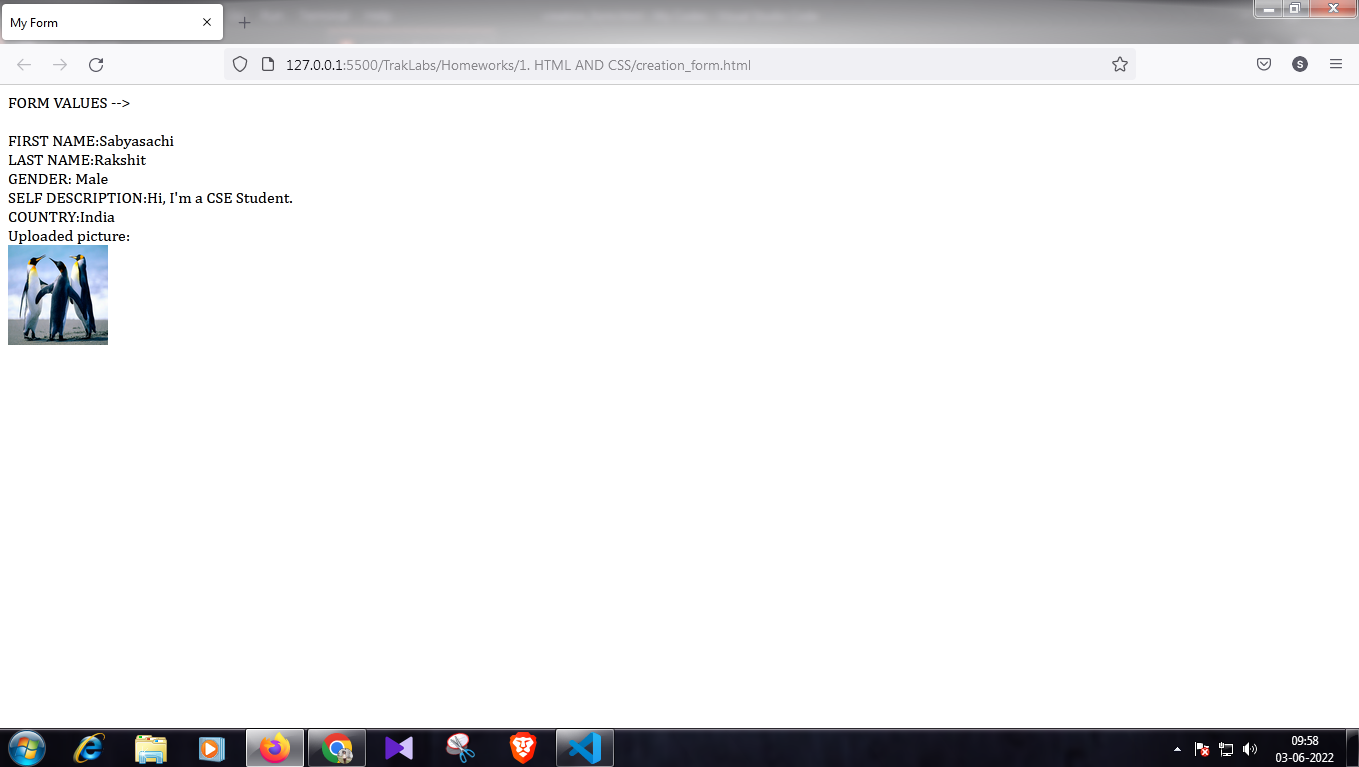 My Form
127.0.0.1:5500/TrakLabs/Homeworks/1. HTML AND CSS/creation_form.html
S
FORM VALUES -->
FIRST NAME:Sabyasachi
LAST NAME:Rakshit
GENDER: Male
SELF DESCRIPTION:Hi, I'm a CSE Student.
COUNTRY:India
Uploaded picture:
09:58
03-06-2022